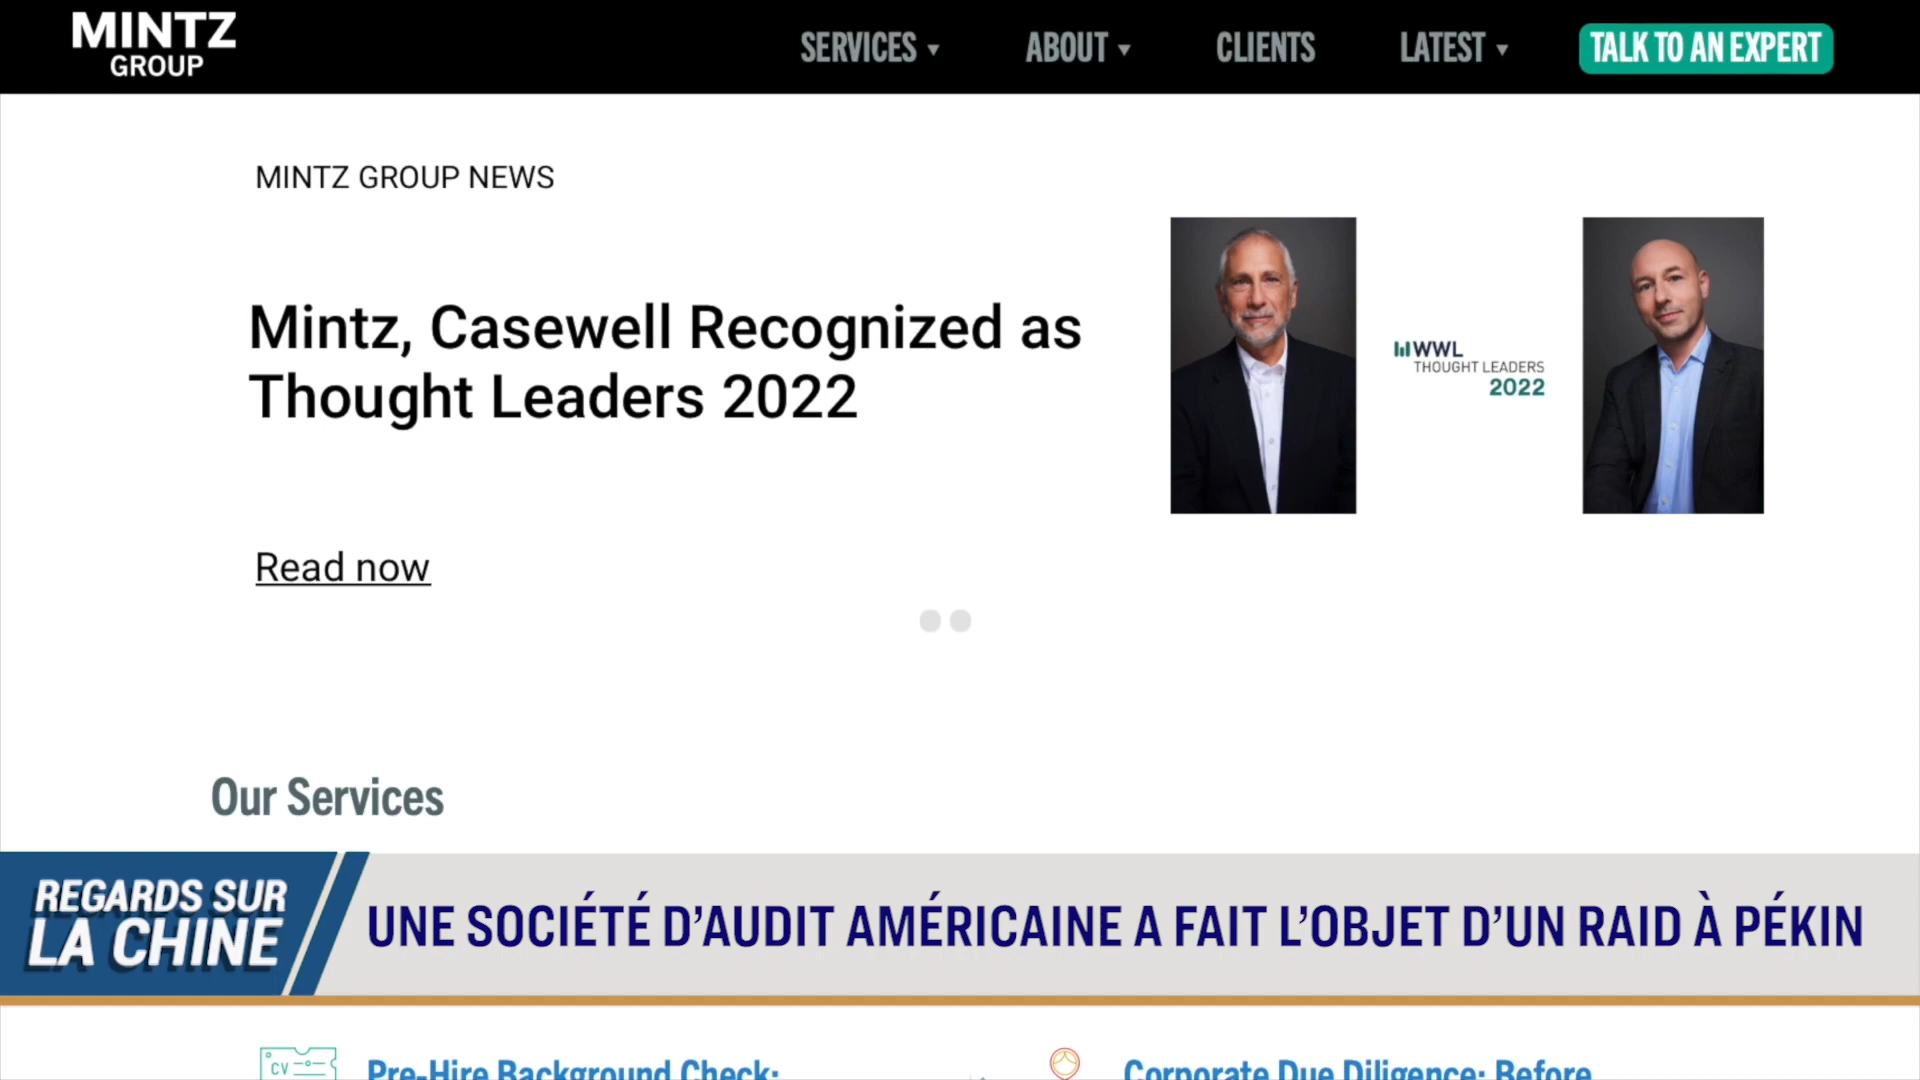 MINTZ
GROUP
SERVICES
ABOUT
CLIENTS
LATEST
TALK TO AN EXPERT
MINTZ GROUP NEWS
Mintz, Casewell Recognized as
Thought Leaders 2022
WWL
THOUGHT LEADERS
2022
Read now
Our Services
REGARDS SUR
LA CHINE
UNE SOCIÉTÉ D’AUDIT AMÉRICAINE A FAIT L’OBJET D’UN RAID À PÉKIN
CV
Pre-Hire Background Check:
Corporate Due Diligence: Before